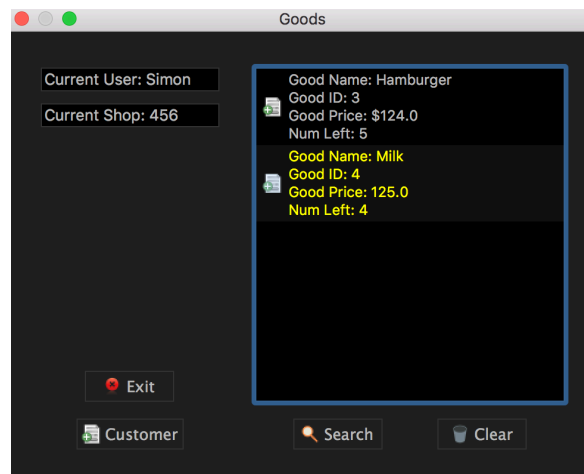 Goods
Current User: Simon
Current Shop: 456
Good Name: Hamburger
Good ID: 3
Good Price: $124.0
Num Left: 5
Good Name: Milk
Good ID: 4
Good Price: 125.0
Num Left: 4
Exit
Customer
Search
Clear